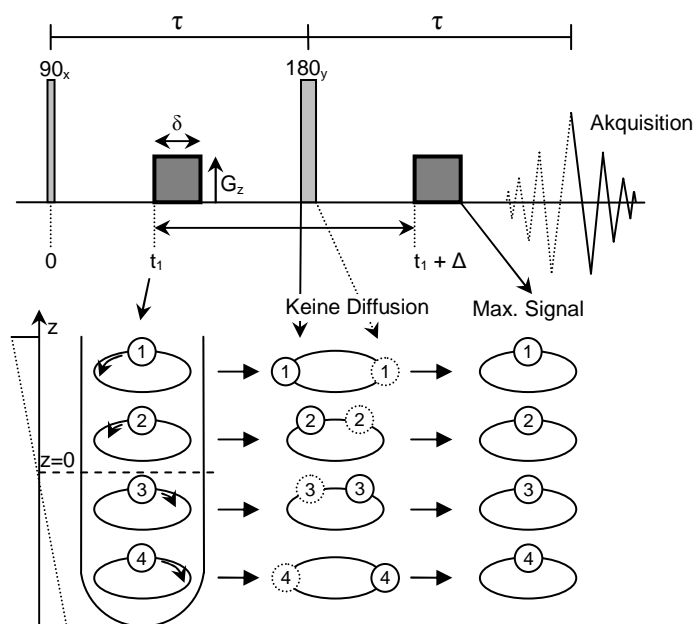 τ τ
90x 180y
δ
Akquisition
Gz
0 t1 t1 + Δ
Keine Diffusion Max. Signal
z
1 1 1 1
2 2 2 2
z=0
3 3 3 3
4 4 4 4